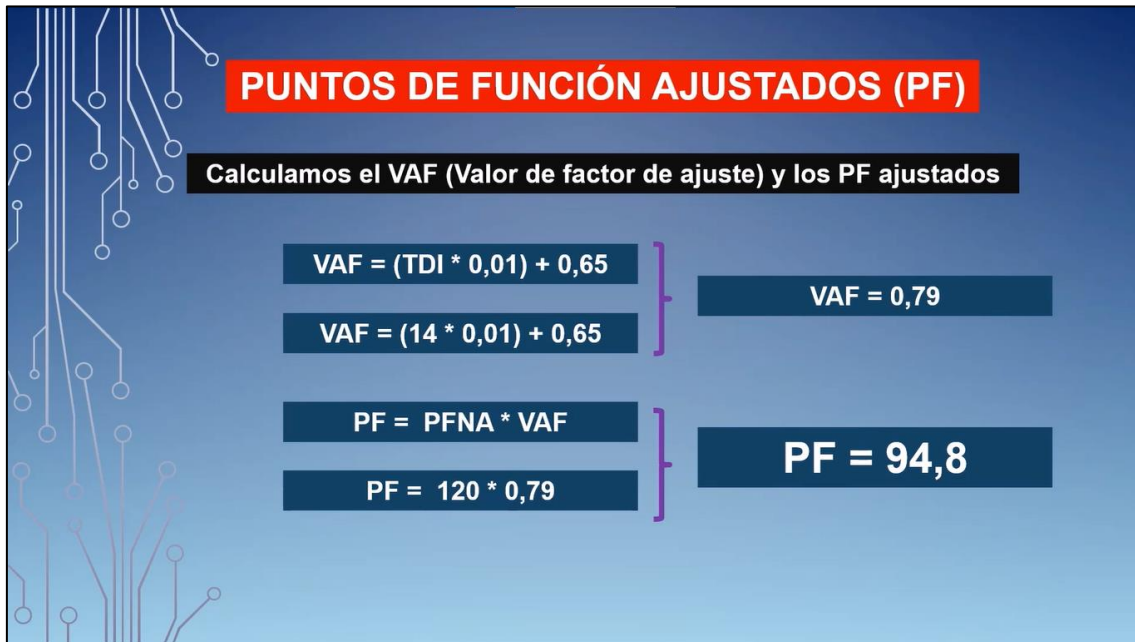 PUNTOS DE FUNCIÓN AJUSTADOS (PF)
Calculamos el VAF (Valor de factor de ajuste) y los PF ajustados
VAF = (TDI * 0,01) + 0,65
VAF = (14 * 0,01) + 0,65
VAF = 0,79
PF = PFNA * VAF
PF = 120 * 0,79
PF = 94,8